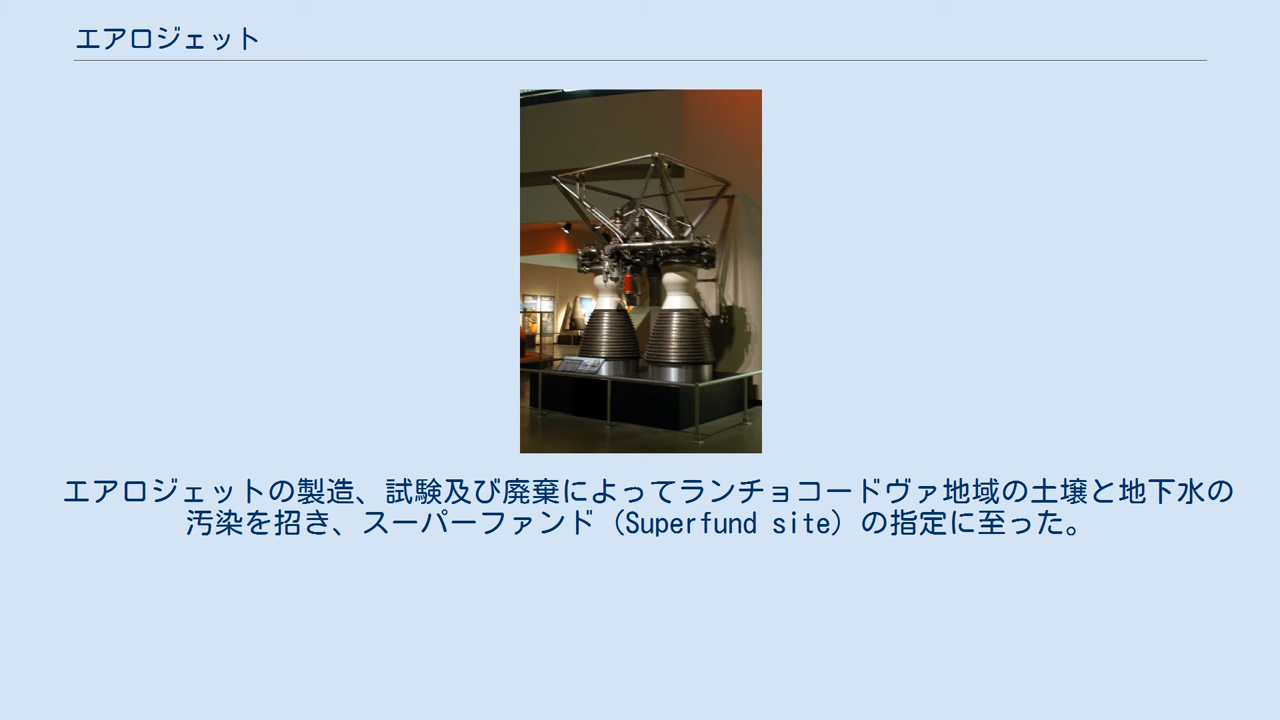 エアロジェット
エアロジェットの製造、試験及び廃棄によってランチョコードヴァ地域の土壌と地下水の
汚染を招き、スーパーファンド（Superfund site）の指定に至った。